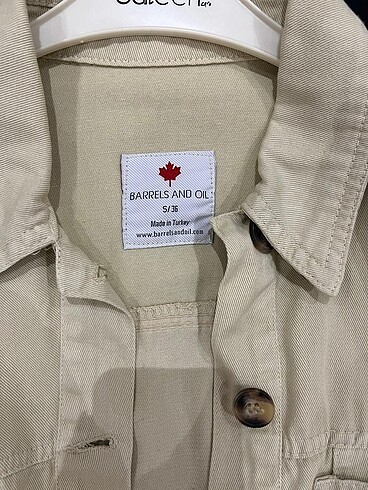 BARRELS AND OIL
S/36
Made in Turkey
www.barrelsandoil.com